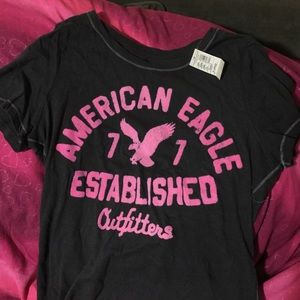 AMERICAN EAGLE
7 7
ESTABLISHED
Outfitters